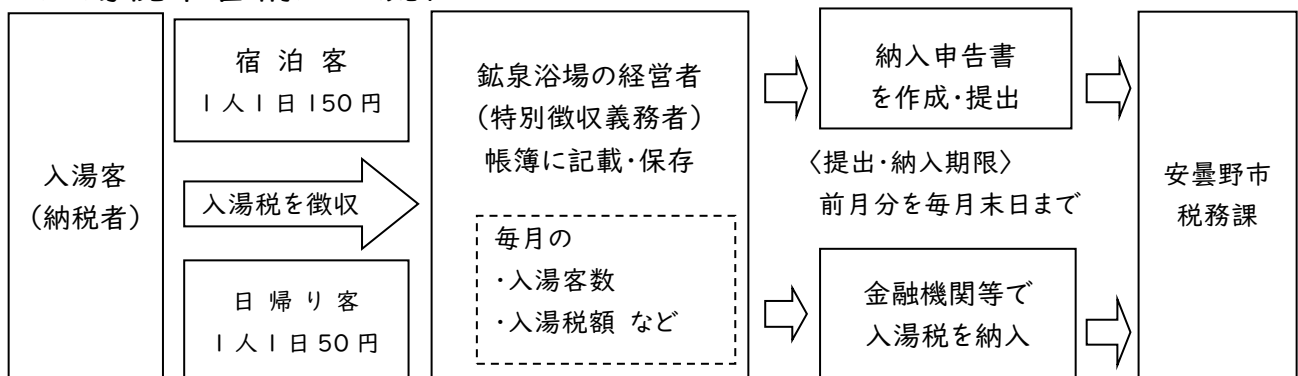 入湯客
(納税者)
宿 泊 客
1人1日150円
入湯税を徴収
日 帰 り 客
1人1日50円
鉱泉浴場の経営者
(特別徴収義務者)
帳簿に記載・保存
毎月の
・入湯客数
・入湯税額 など
納入申告書
を作成・提出
〈提出・納入期限〉
前月分を毎月末日まで
金融機関等で
入湯税を納入
安曇野市
税務課